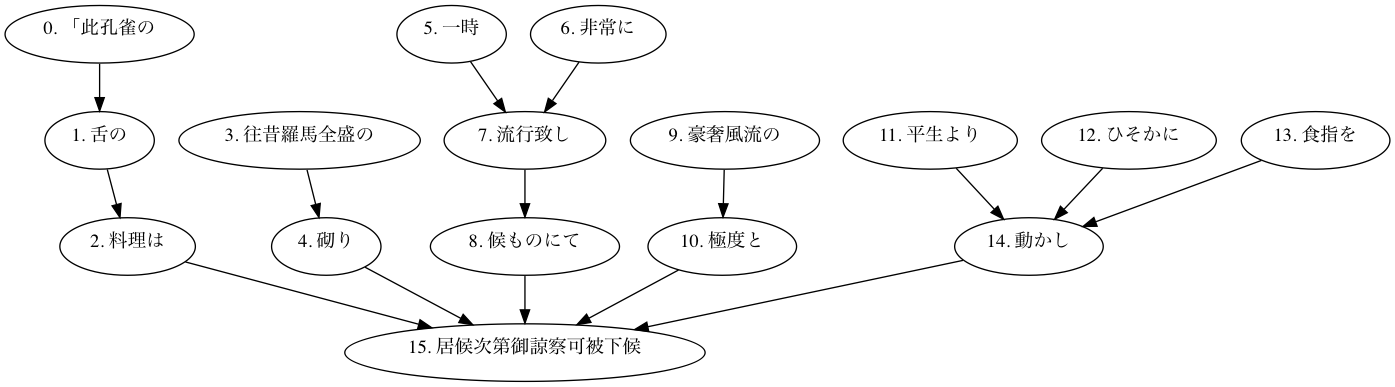 0. 「此孔雀の
5. 一時
6. 非常に
1. 舌の
3. 往昔羅馬全盛の
7. 流行致し
9. 豪奢風流の
11. 平生より
12. ひそかに
13. 食指を
2. 料理は
4. 砌り
8. 候ものにて
10. 極度と
14. 動かし
15. 居候次第御諒察可被下候